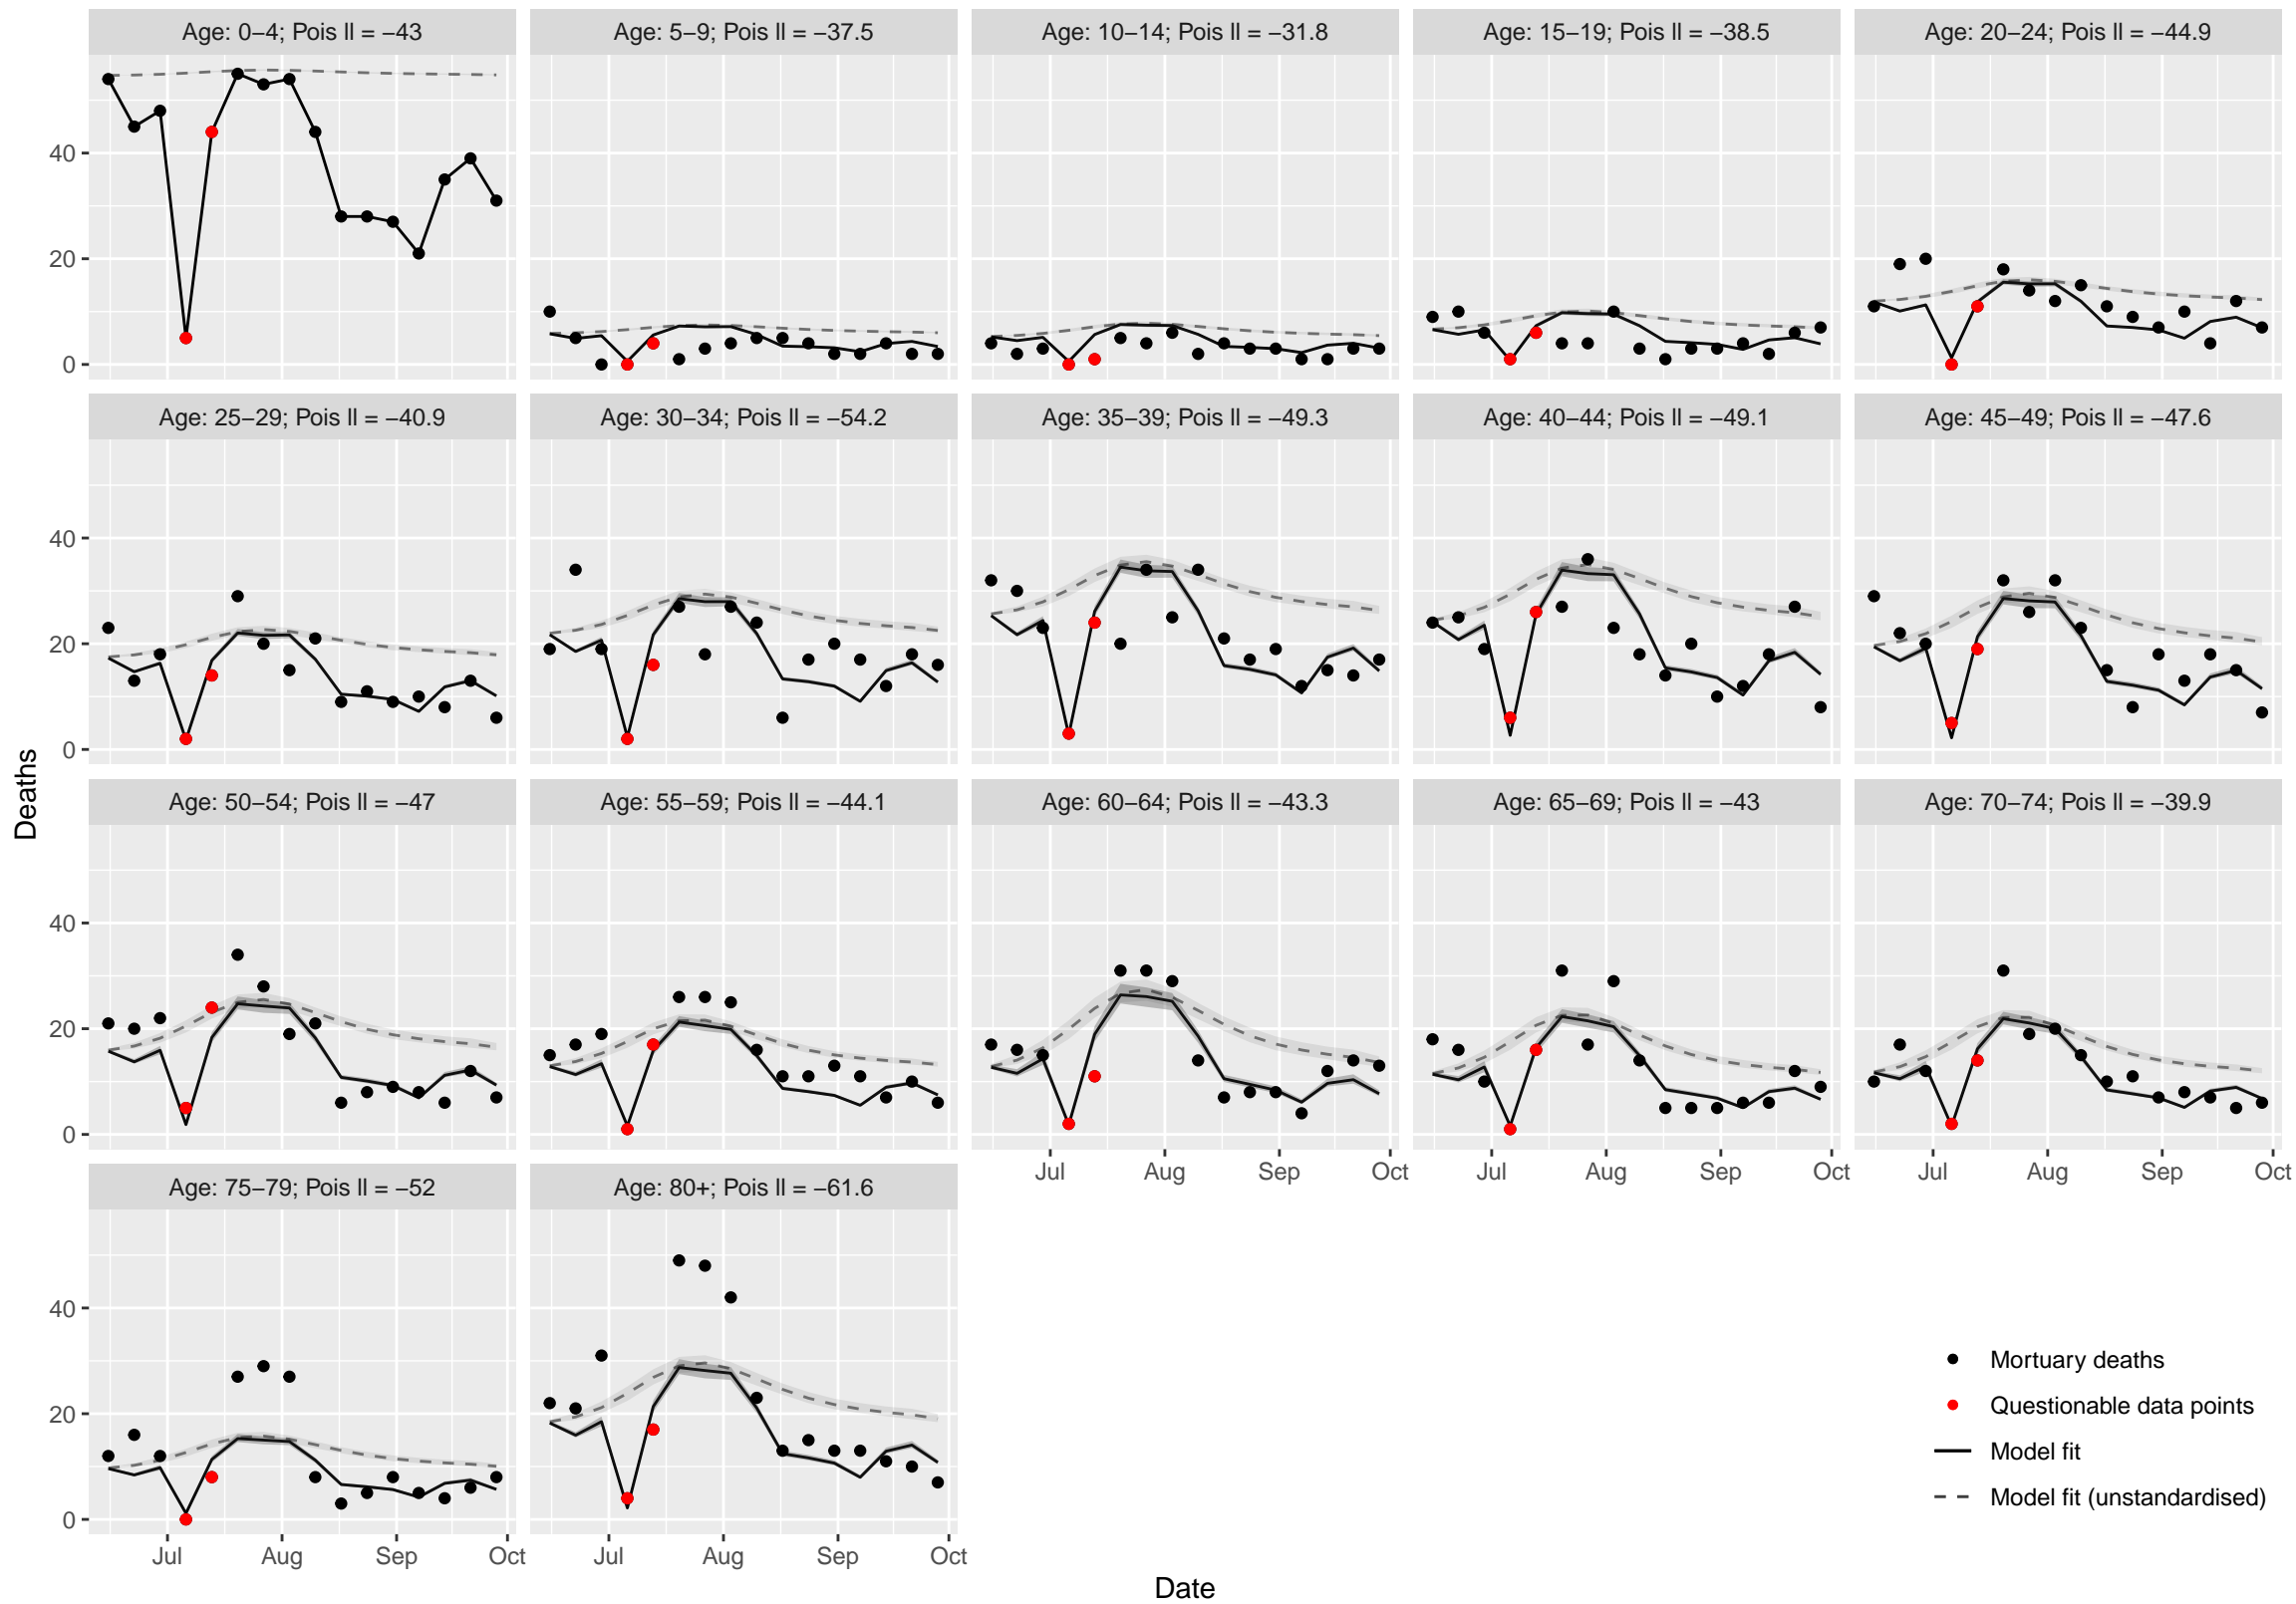 Age: 0–4; Pois ll = −43
Age: 5–9; Pois ll = −37.5
Age: 10–14; Pois ll = −31.8
Age: 15–19; Pois ll = −38.5
Age: 20–24; Pois ll = −44.9
40
20
0
Age: 25–29; Pois ll = −40.9
Age: 30–34; Pois ll = −54.2
Age: 35–39; Pois ll = −49.3
Age: 40–44; Pois ll = −49.1
Age: 45–49; Pois ll = −47.6
40
20
0
Deaths
Age: 50–54; Pois ll = −47
Age: 55–59; Pois ll = −44.1
Age: 60–64; Pois ll = −43.3
Age: 65–69; Pois ll = −43
Age: 70–74; Pois ll = −39.9
40
20
0
Jul Aug Sep Oct
Jul Aug Sep Oct
Jul Aug Sep Oct
Age: 75–79; Pois ll = −52
Age: 80+; Pois ll = −61.6
40
20
0
Jul Aug Sep Oct
Jul Aug Sep Oct
Mortuary deaths
Questionable data points
Model fit
Model fit (unstandardised)
Date